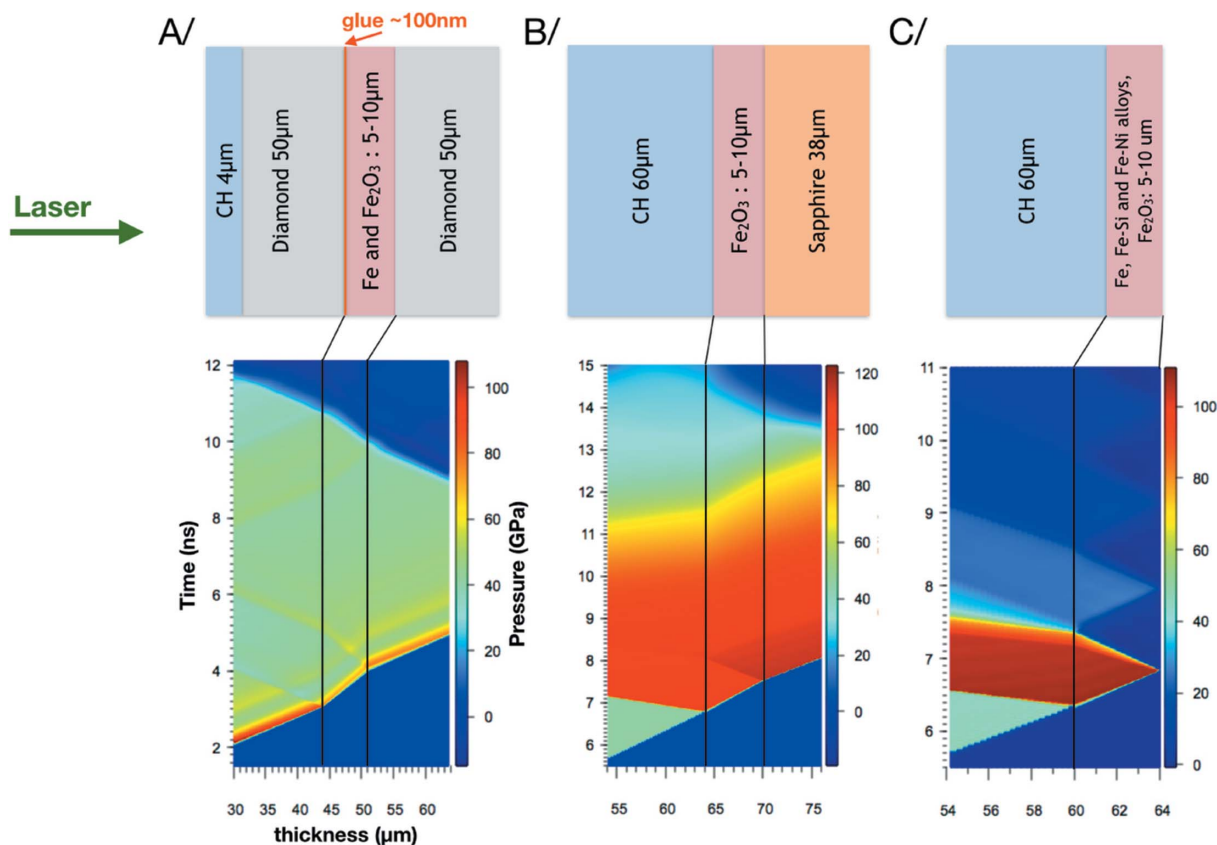 A/
glue ~100nm
B/
C/
Laser
CH 4μm
Diamond 50μm
Fe and Fe₂O₃ : 5-10μm
Diamond 50μm
CH 60μm
Fe₂O₃ : 5-10μm
Sapphire 38μm
CH 60μm
Fe, Fe-Si and Fe-Ni alloys,
Fe₂O₃: 5-10 um
Time (ns)
12
10
8
6
4
2
30 35 40 45 50 55 60
thickness (μm)
100
80
60
40
20
0
Pressure (GPa)
15
14
13
12
11
10
9
8
7
6
55 60 65 70 75
120
100
80
60
40
20
0
11
10
9
8
7
6
54 56 58 60 62 64
100
80
60
40
20
0